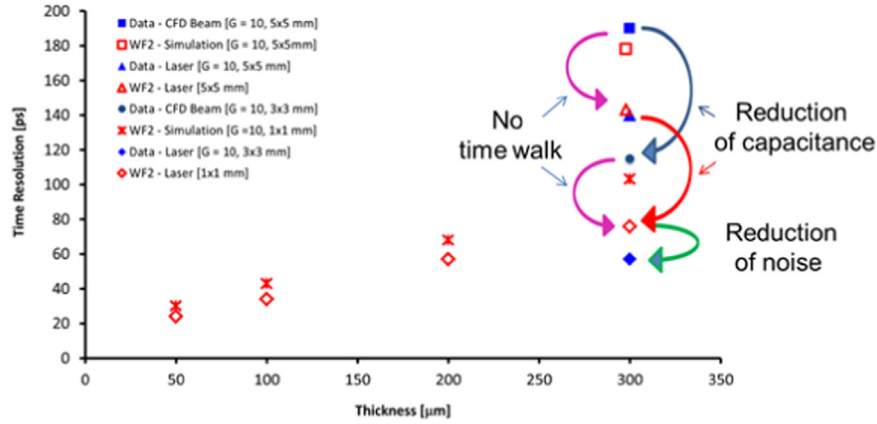 200
180
160
140
120
100
80
60
40
20
0
Time Resolution [ps]
Data - CFD Beam [G = 10, 5x5 mm]
WF2 - Simulation [G = 10, 5x5mm]
Data - Laser [G = 10, 5x5 mm]
WF2 - Laser [5x5 mm]
Data - CFD Beam [G = 10, 3x3 mm]
WF2 - Simulation [G =10, 1x1 mm]
Data - Laser [G = 10, 3x3 mm]
WF2 - Laser [1x1 mm]
No
time walk
Reduction
of capacitance
Reduction
of noise
0 50 100 150 200 250 300 350
Thickness [μm]